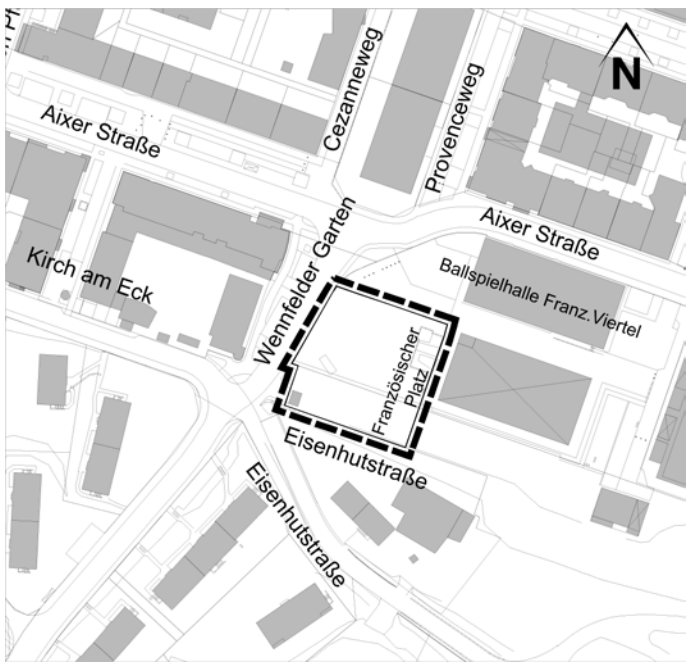 N
Cezanneweg
Provenceweg
Aixer Straße
Aixer Straße
Wennfelder Garten
Kirch am Eck
Ballspielhalle Franz.Viertel
Französischer
Platz
Eisenhutstraße
Eisenhutstraße